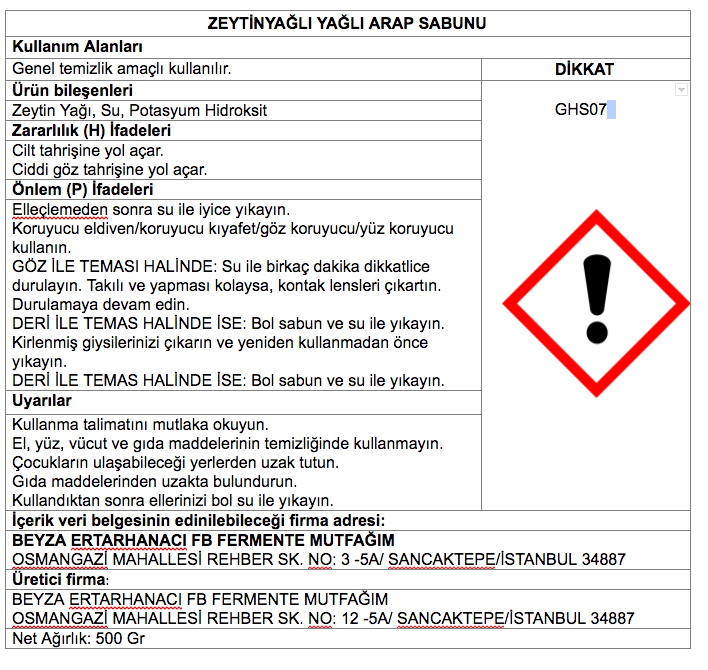 ZEYTİNYAĞLI YAĞLI ARAP SABUNU
Kullanım Alanları
Genel temizlik amaçlı kullanılır.
DİKKAT
Ürün bileşenleri
Zeytin Yağı, Su, Potasyum Hidroksit
GHS07
Zararlılık (H) İfadeleri
Cilt tahrişine yol açar.
Ciddi göz tahrişine yol açar.
Önlem (P) İfadeleri
Elleçlemeden sonra su ile iyice yıkayın.
Koruyucu eldiven/koruyucu kıyafet/göz koruyucu/yüz koruyucu
kullanın.
GÖZ İLE TEMASI HALİNDE: Su ile birkaç dakika dikkatlice
durulayın. Takılı ve yapması kolaysa, kontak lensleri çıkartın.
Durulamaya devam edin.
DERİ İLE TEMAS HALİNDE İSE: Bol sabun ve su ile yıkayın.
Kirlenmiş giysilerinizi çıkarın ve yeniden kullanmadan önce
yıkayın.
DERİ İLE TEMAS HALİNDE İSE: Bol sabun ve su ile yıkayın.
Uyarılar
Kullanma talimatını mutlaka okuyun.
El, yüz, vücut ve gıda maddelerinin temizliğinde kullanmayın.
Çocukların ulaşabileceği yerlerden uzak tutun.
Gıda maddelerinden uzakta bulundurun.
Kullandıktan sonra ellerinizi bol su ile yıkayın.
İçerik veri belgesinin edinilebileceği firma adresi:
BEYZA ERTARHANACI FB FERMENTE MUTFAĞIM
OSMANGAZİ MAHALLESİ REHBER SK. NO: 3 -5A/ SANCAKTEPE/İSTANBUL 34887
Üretici firma:
BEYZA ERTARHANACI FB FERMENTE MUTFAĞIM
OSMANGAZİ MAHALLESİ REHBER SK. NO: 12 -5A/ SANCAKTEPE/İSTANBUL 34887
Net Ağırlık: 500 Gr